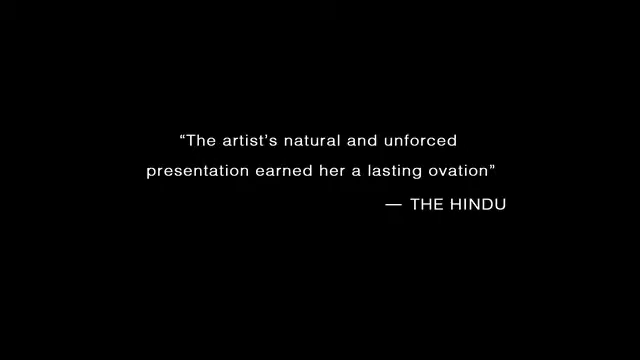 “The artist’s natural and unforced
presentation earned her a lasting ovation”
— THE HINDU